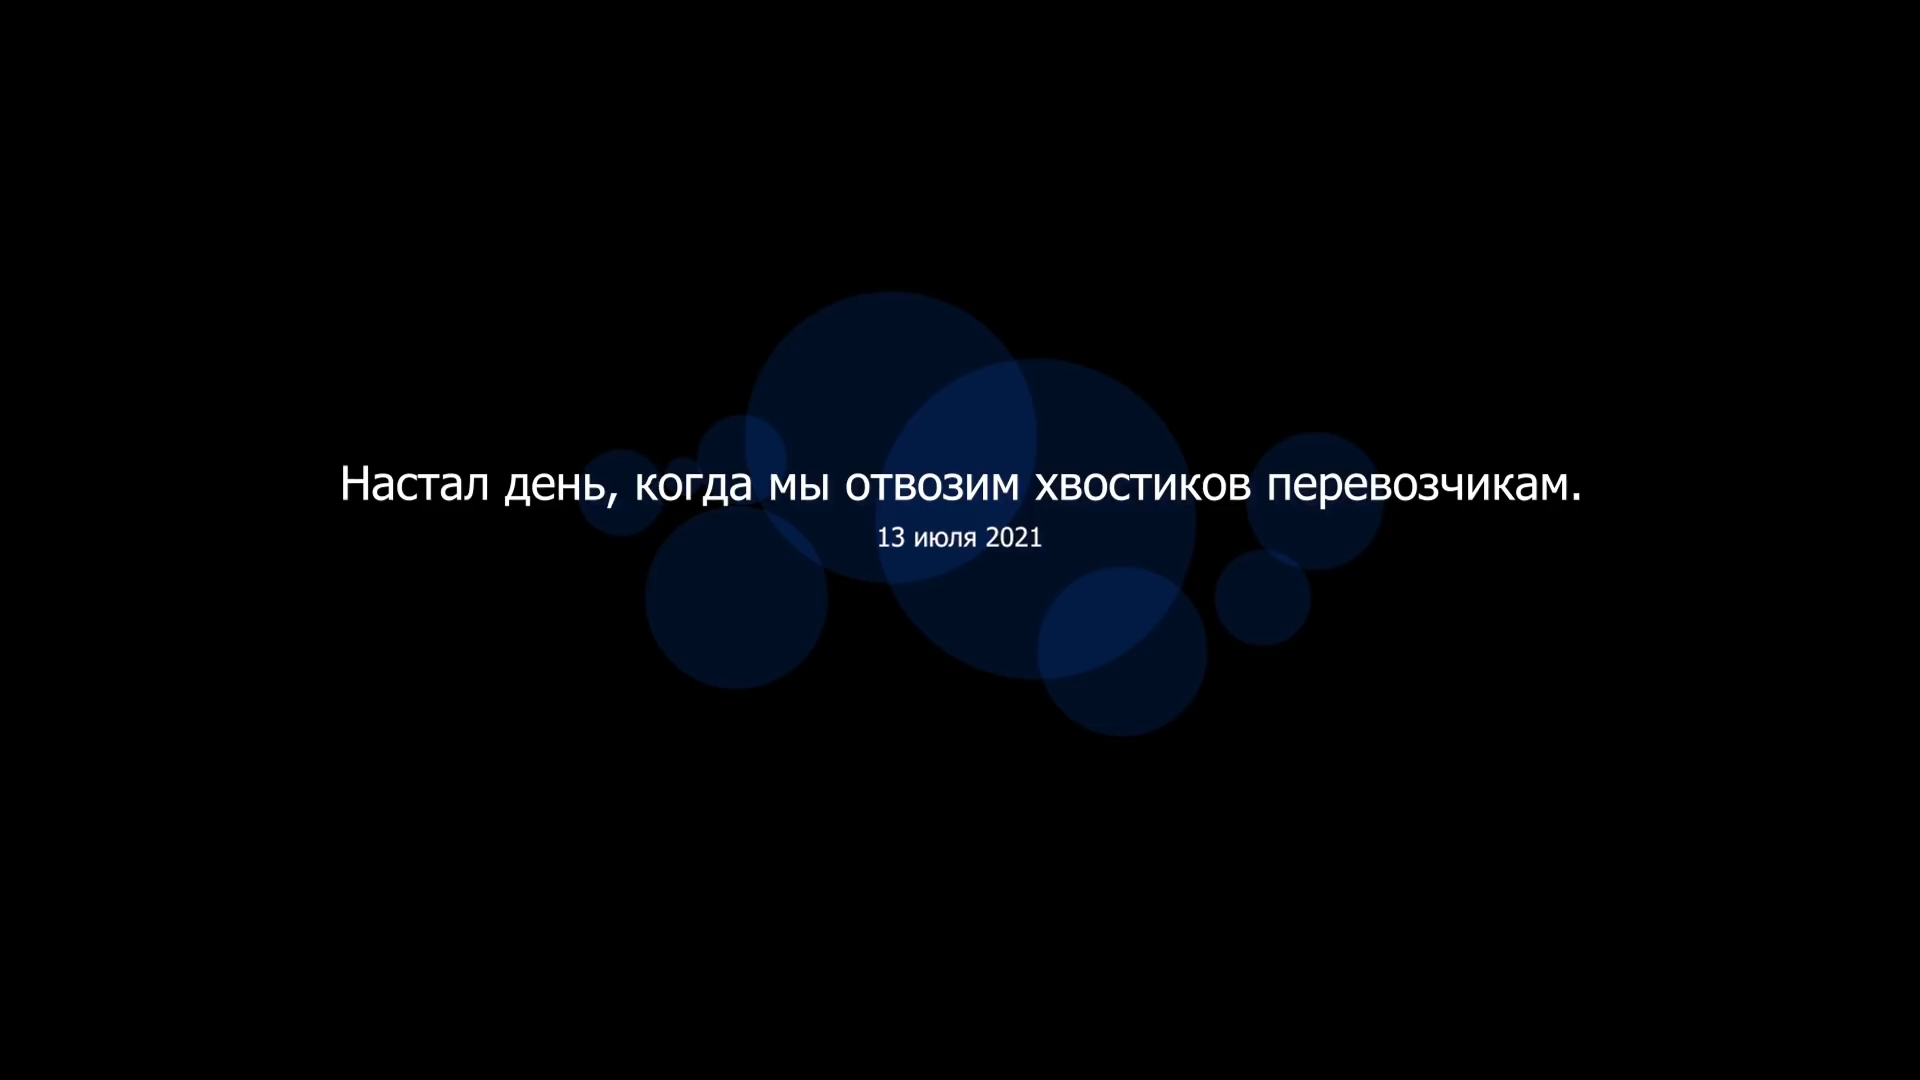 Настал день, когда мы отвозим хвостиков перевозчикам.
13 июля 2021